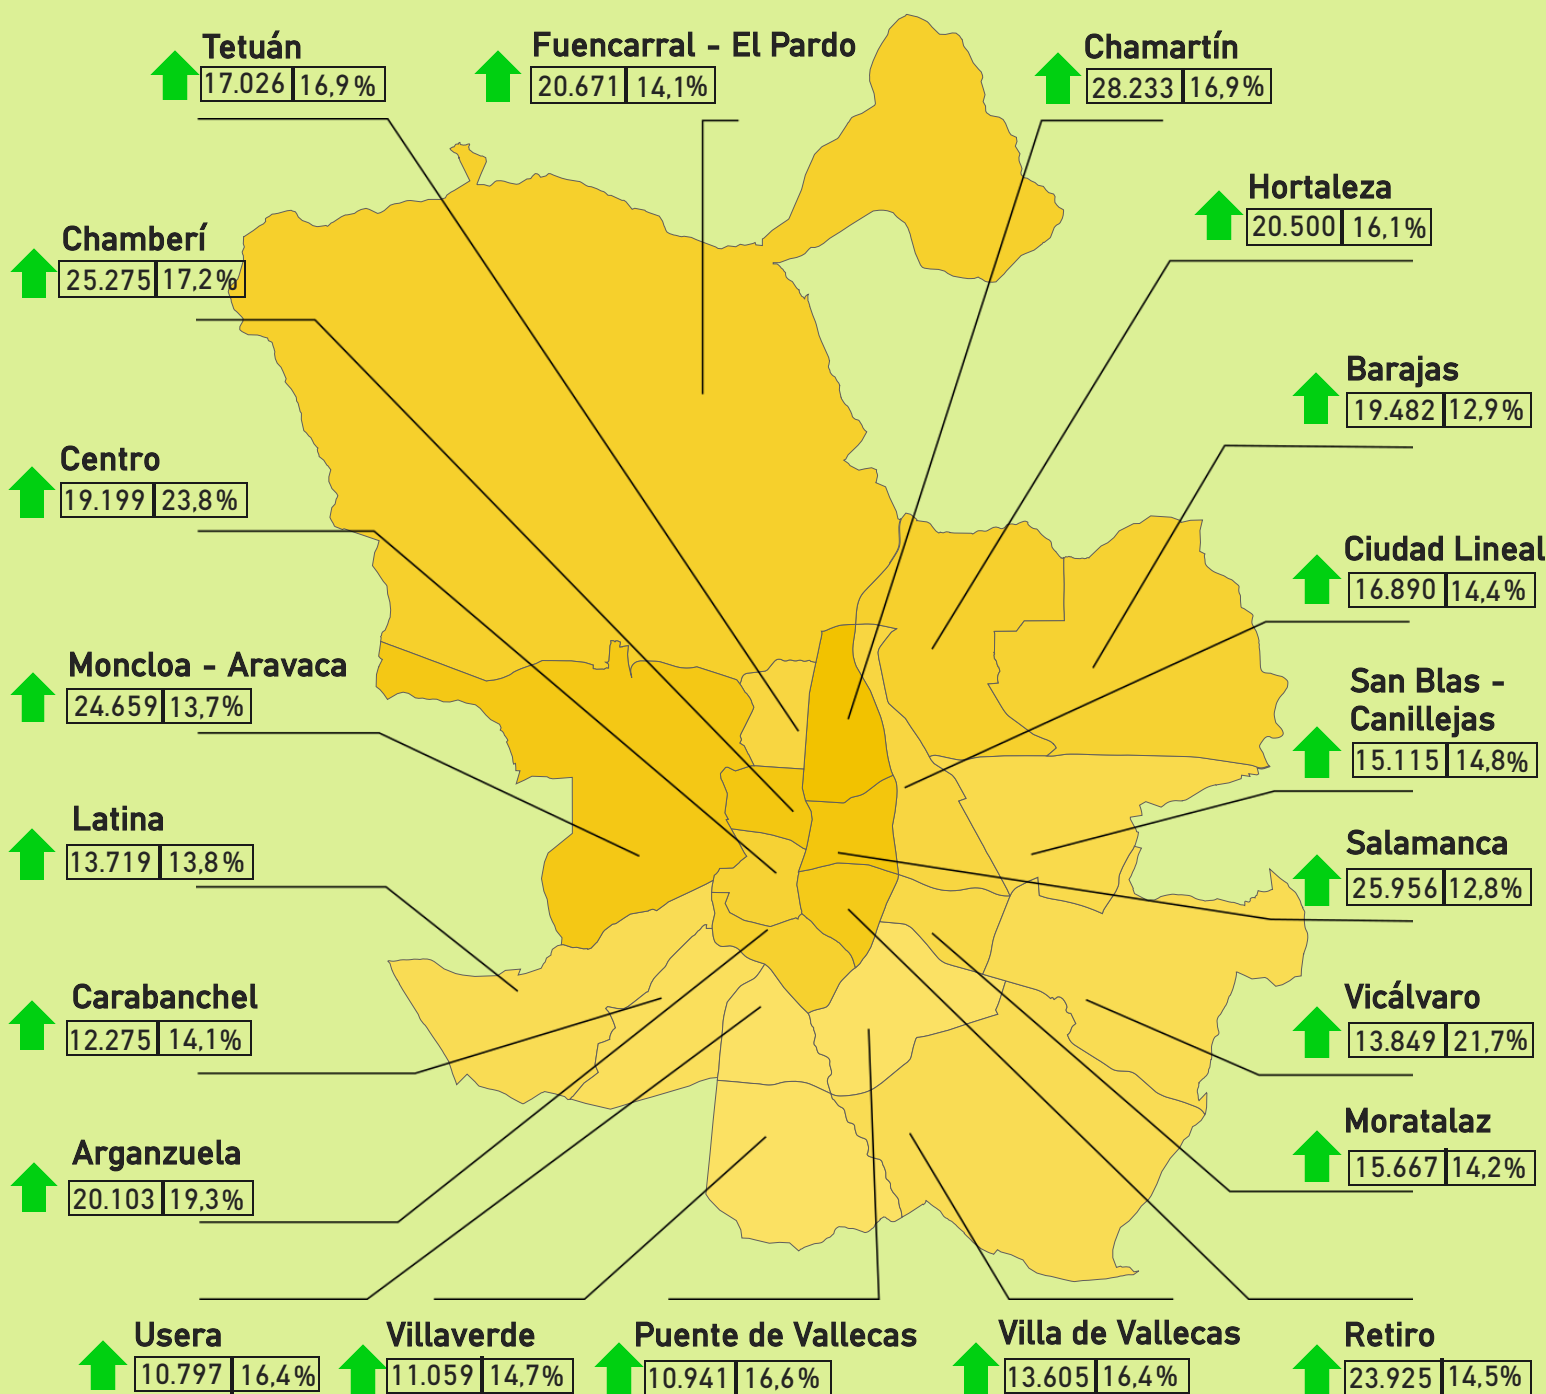 Tetuán
17.026 16,9%
Fuencarral - El Pardo
20.671 14,1%
Chamartín
28.233 16,9%
Hortaleza
20.500 16,1%
Chamberí
25.275 17,2%
Barajas
19.482 12,9%
Centro
19.199 23,8%
Ciudad Lineal
16.890 14,4%
Moncloa - Aravaca
24.659 13,7%
San Blas -
Canillejas
15.115 14,8%
Latina
13.719 13,8%
Salamanca
25.956 12,8%
Carabanchel
12.275 14,1%
Vicálvaro
13.849 21,7%
Arganzuela
20.103 19,3%
Moratalaz
15.667 14,2%
Usera
10.797 16,4%
Villaverde
11.059 14,7%
Puente de Vallecas
10.941 16,6%
Villa de Vallecas
13.605 16,4%
Retiro
23.925 14,5%